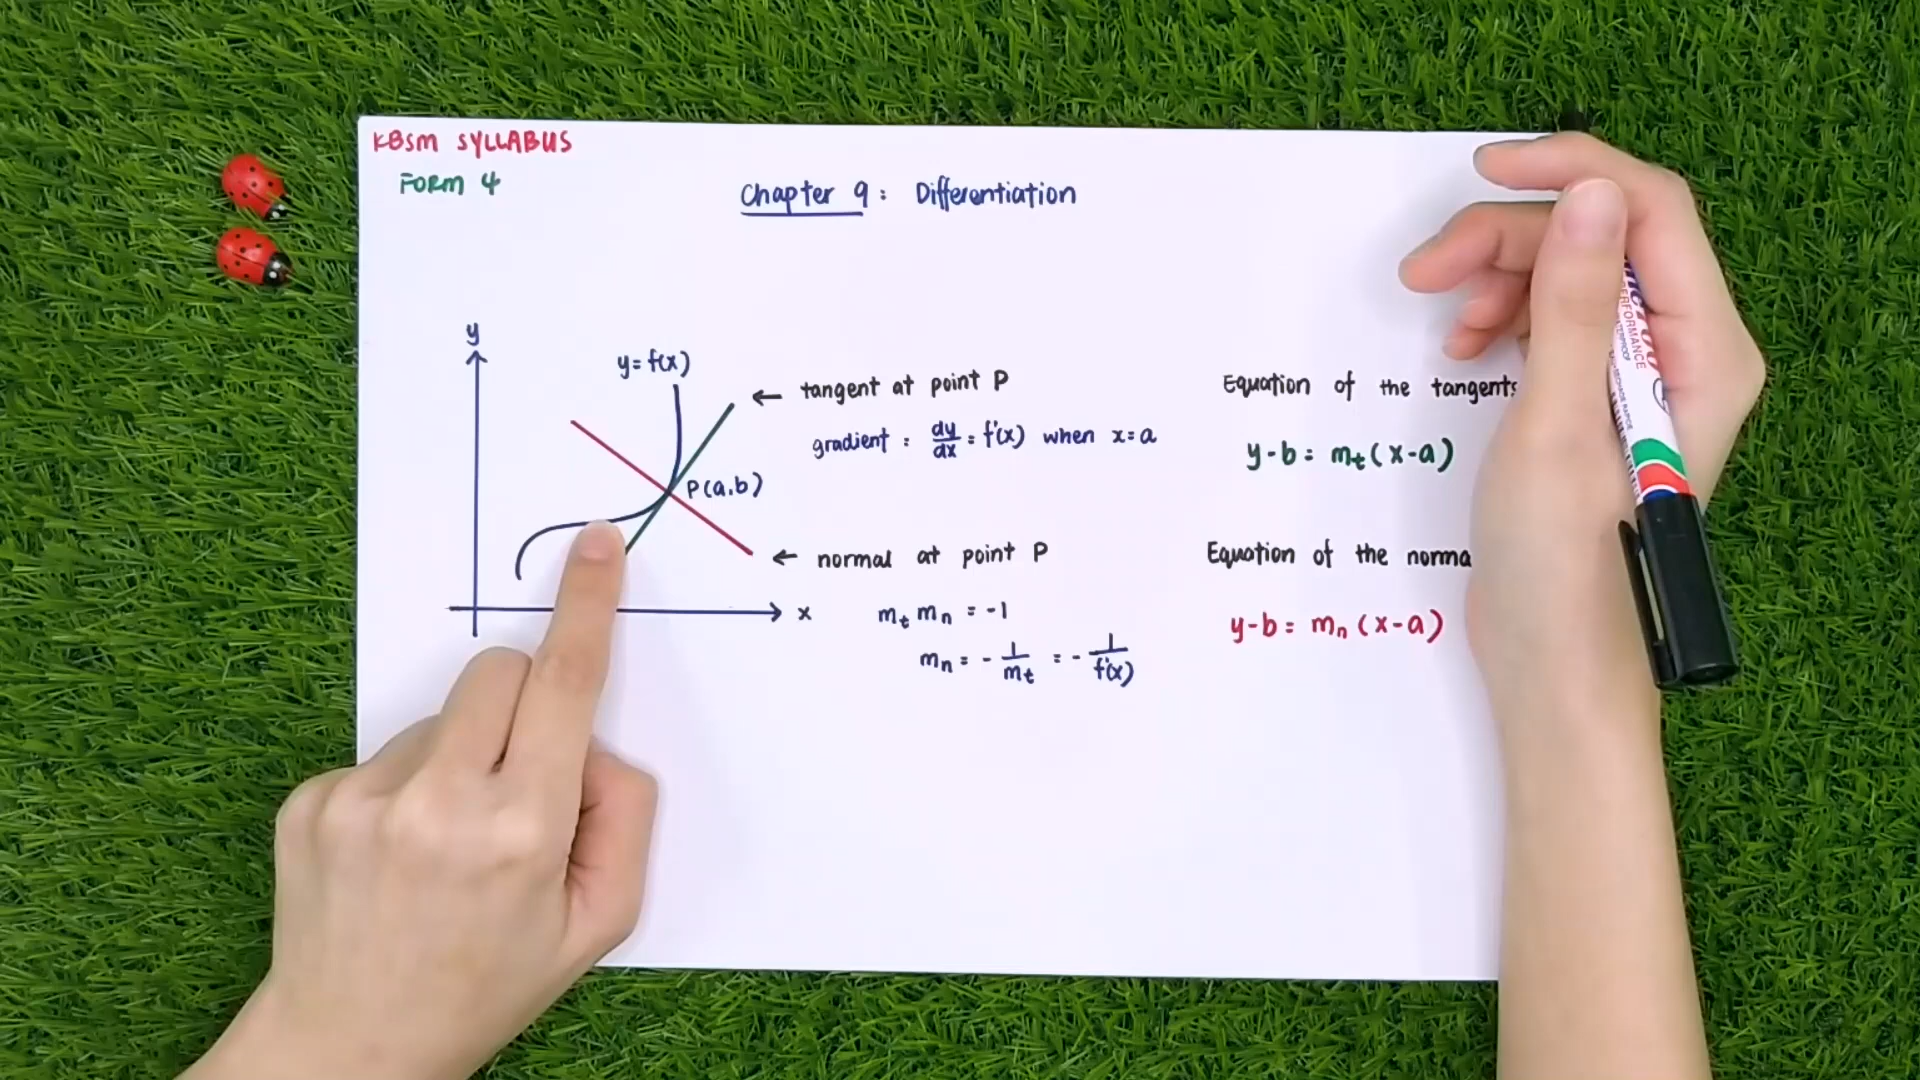 KBSM SYLLABUS
FORM 4
Chapter 9: Differentiation
y
y=f(x)
P(a,b)
x
← tangent at point P
gradient = dy/dx = f'(x) when x=a
← normal at point P
mₜ mₙ = -1
mₙ = - 1/mₜ = - 1/f'(x)
Equation of the tangents
y-b = mₜ(x-a)
Equation of the norma
y-b = mₙ(x-a)
PERFORMANCE